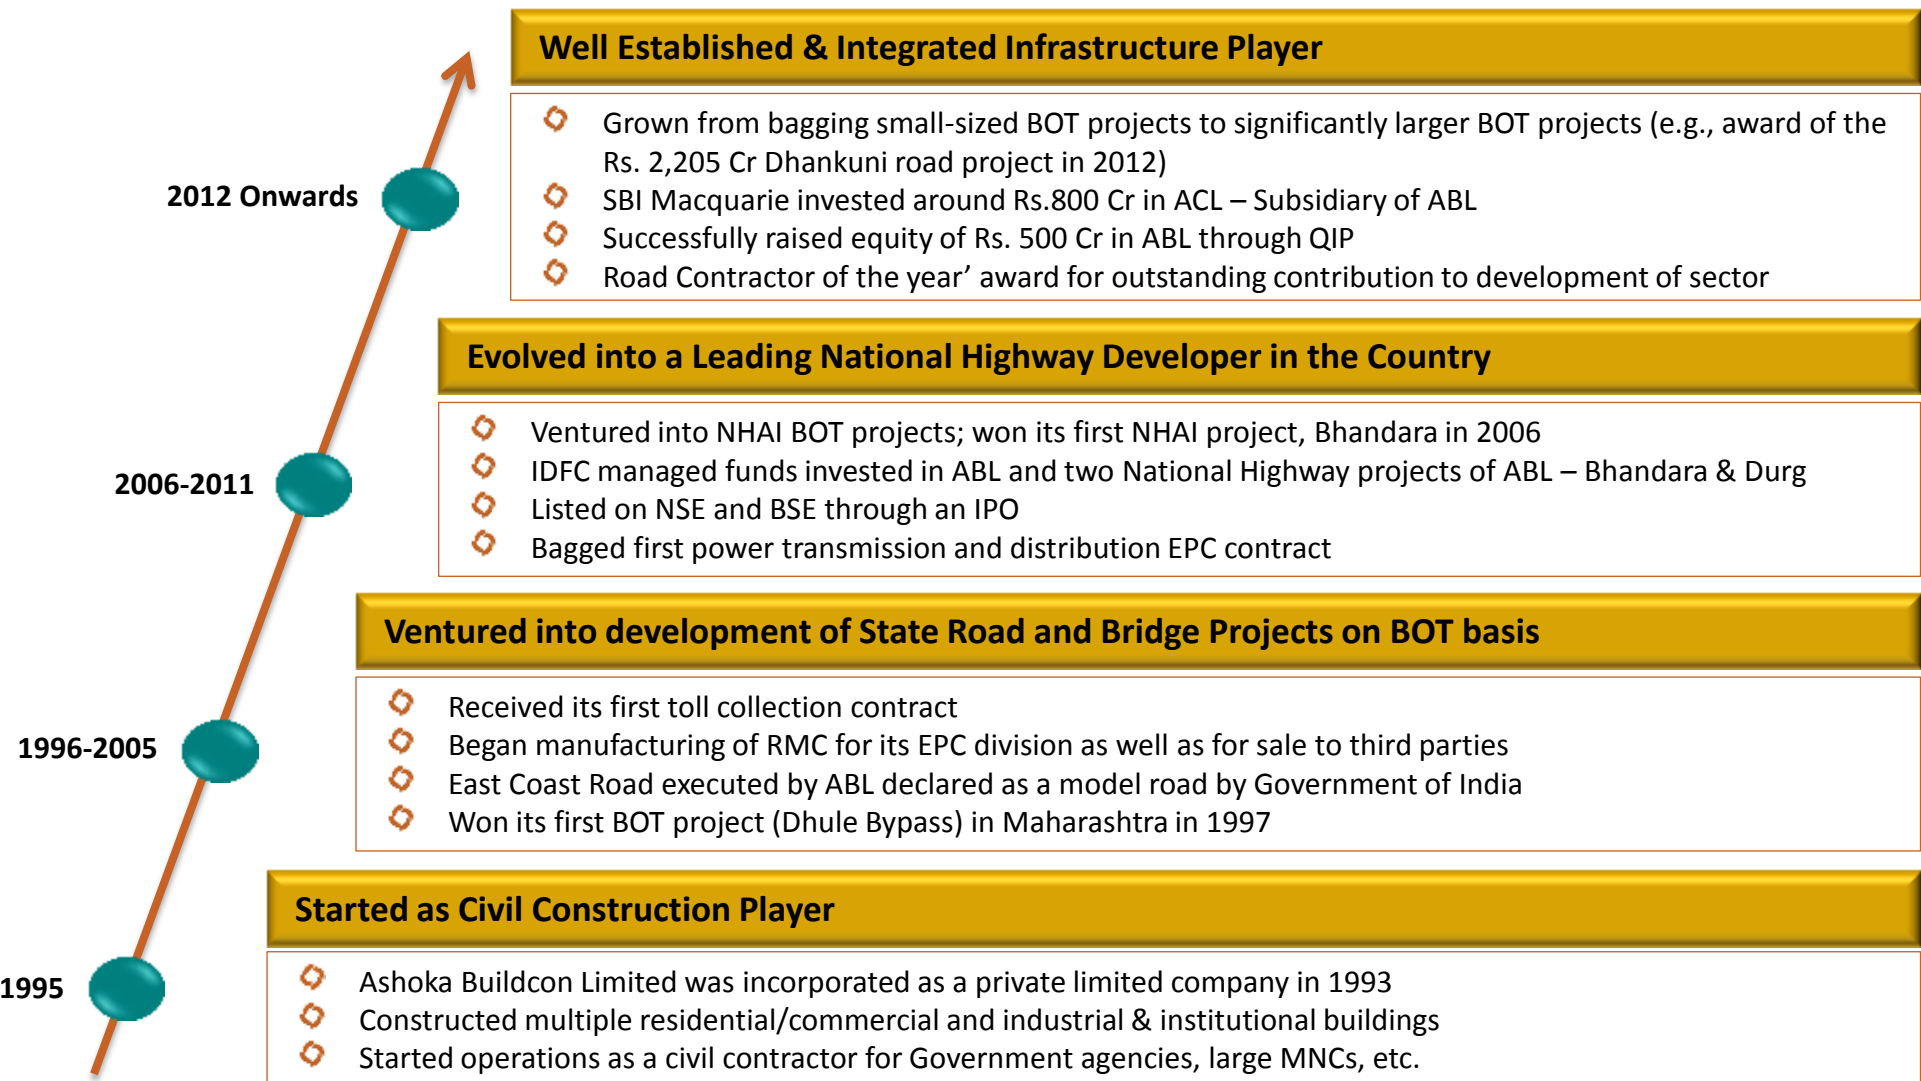 Well Established & Integrated Infrastructure Player
2012 Onwards
Grown from bagging small-sized BOT projects to significantly larger BOT projects (e.g., award of the
Rs. 2,205 Cr Dhankuni road project in 2012)
SBI Macquarie invested around Rs.800 Cr in ACL – Subsidiary of ABL
Successfully raised equity of Rs. 500 Cr in ABL through QIP
Road Contractor of the year’ award for outstanding contribution to development of sector
Evolved into a Leading National Highway Developer in the Country
2006-2011
Ventured into NHAI BOT projects; won its first NHAI project, Bhandara in 2006
IDFC managed funds invested in ABL and two National Highway projects of ABL – Bhandara & Durg
Listed on NSE and BSE through an IPO
Bagged first power transmission and distribution EPC contract
Ventured into development of State Road and Bridge Projects on BOT basis
1996-2005
Received its first toll collection contract
Began manufacturing of RMC for its EPC division as well as for sale to third parties
East Coast Road executed by ABL declared as a model road by Government of India
Won its first BOT project (Dhule Bypass) in Maharashtra in 1997
Started as Civil Construction Player
1995
Ashoka Buildcon Limited was incorporated as a private limited company in 1993
Constructed multiple residential/commercial and industrial & institutional buildings
Started operations as a civil contractor for Government agencies, large MNCs, etc.